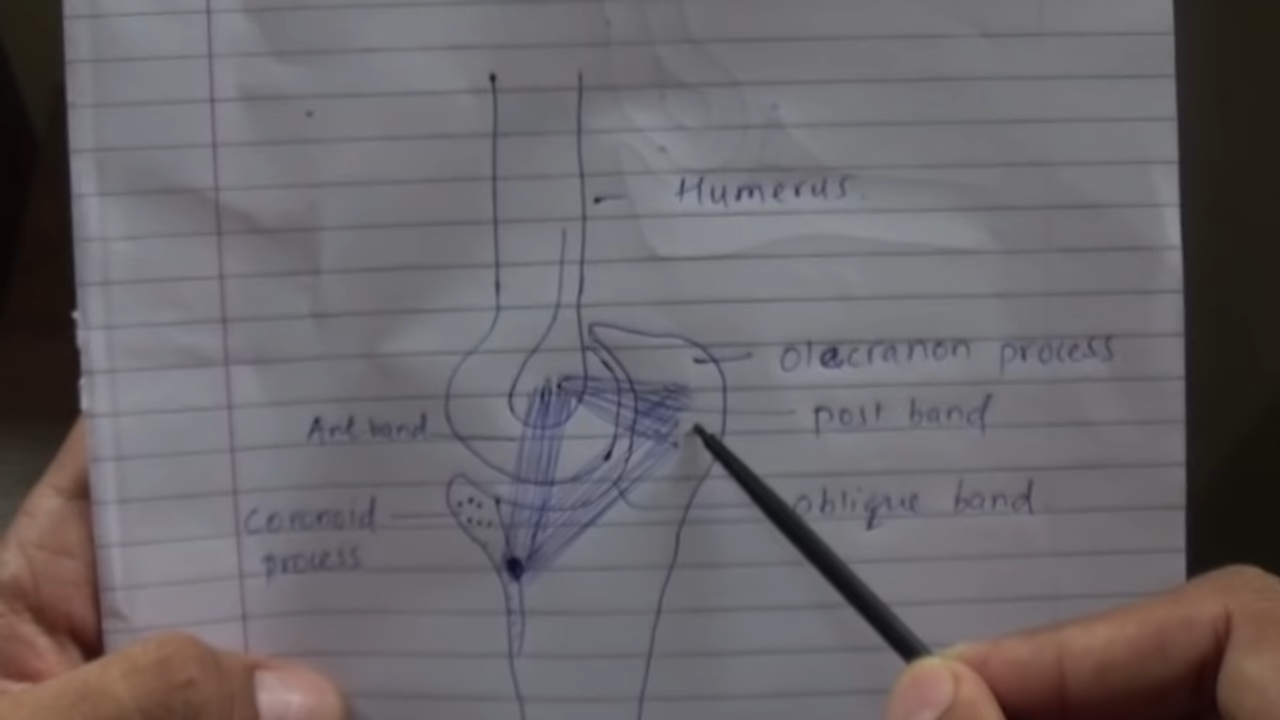 Humerus
Olecranon process
post band
Ant band
oblique band
Coronoid
process